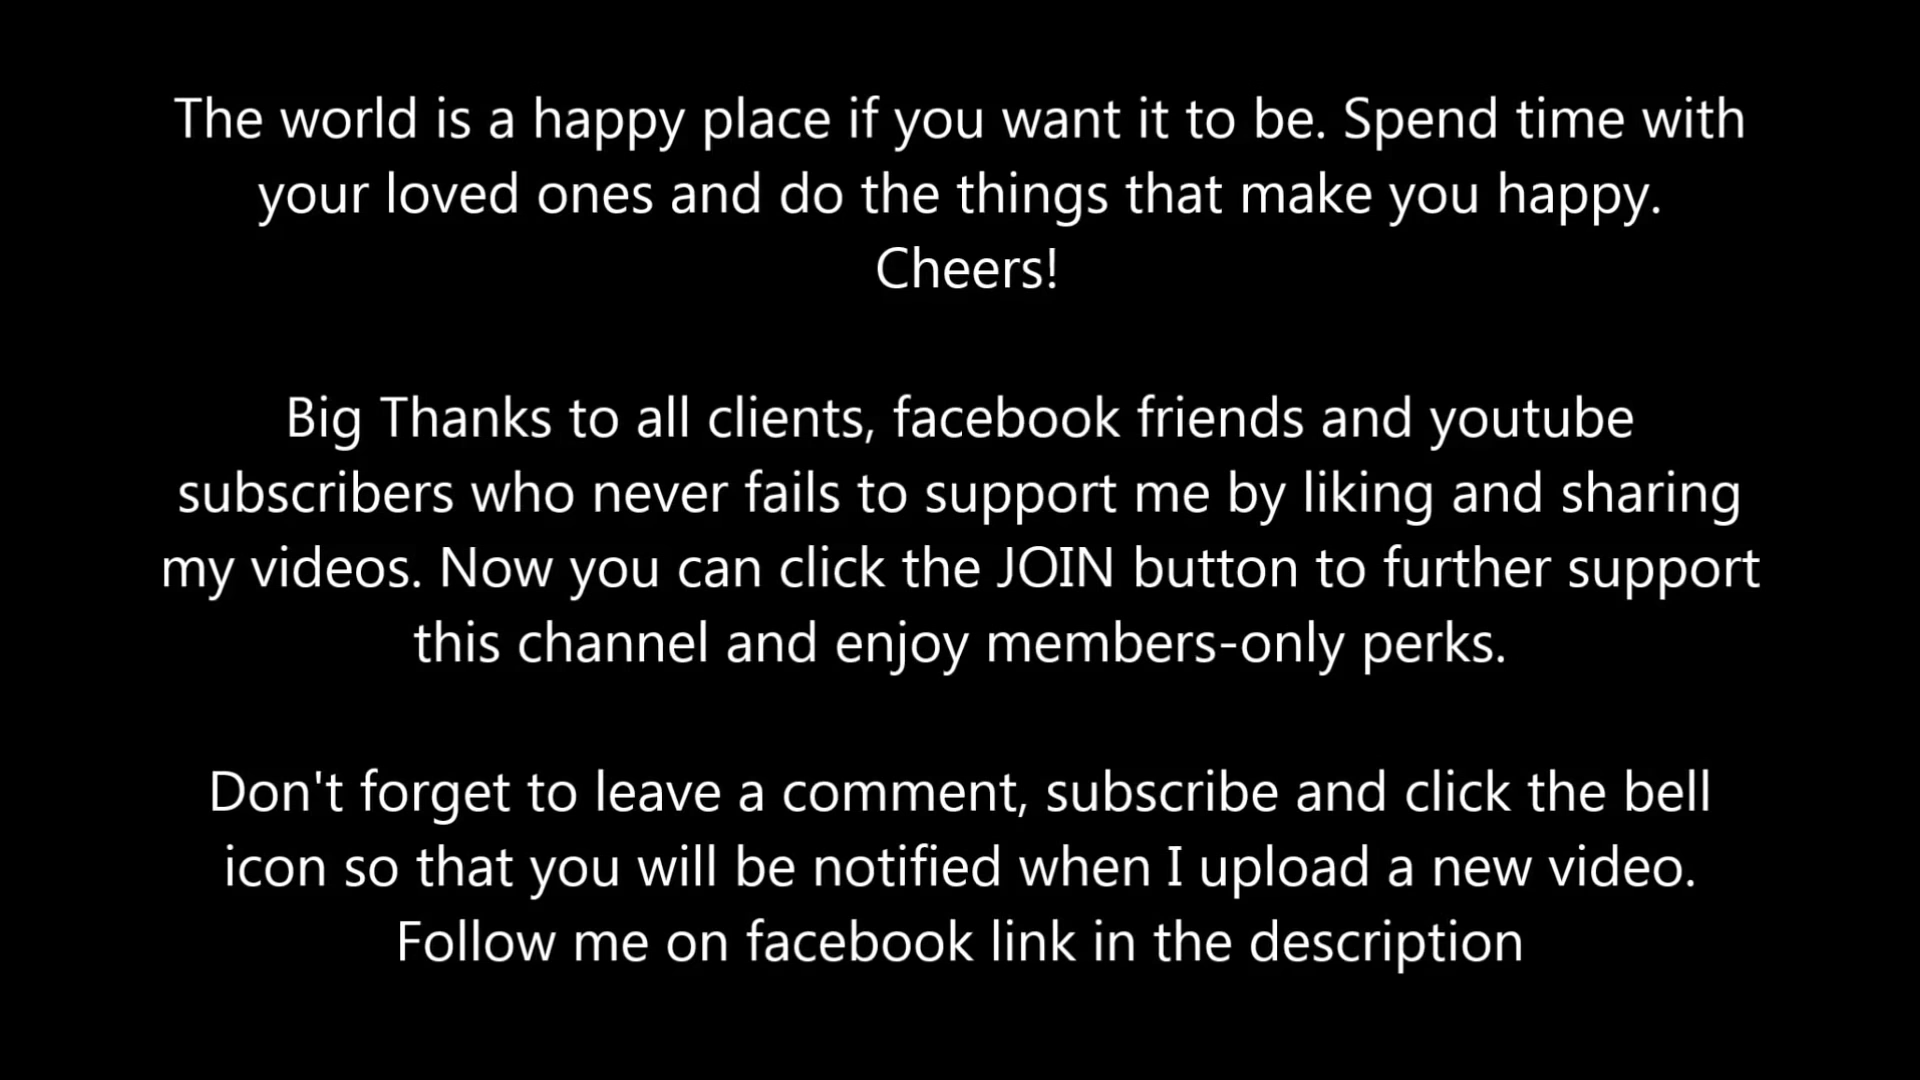 The world is a happy place if you want it to be. Spend time with
your loved ones and do the things that make you happy.
Cheers!
Big Thanks to all clients, facebook friends and youtube
subscribers who never fails to support me by liking and sharing
my videos. Now you can click the JOIN button to further support
this channel and enjoy members-only perks.
Don't forget to leave a comment, subscribe and click the bell
icon so that you will be notified when I upload a new video.
Follow me on facebook link in the description